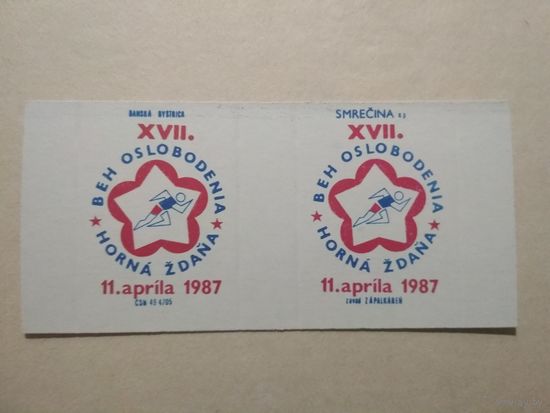 BANSKÁ BYSTRICA
XVII.
BEH OSLOBODENIA
HORNÁ ŽDAŇA
11. apríla 1987
ČSN 49 4705
SMREČINA n.p.
XVII.
BEH OSLOBODENIA
HORNÁ ŽDAŇA
11. apríla 1987
závod ZÁPALKÁREŇ